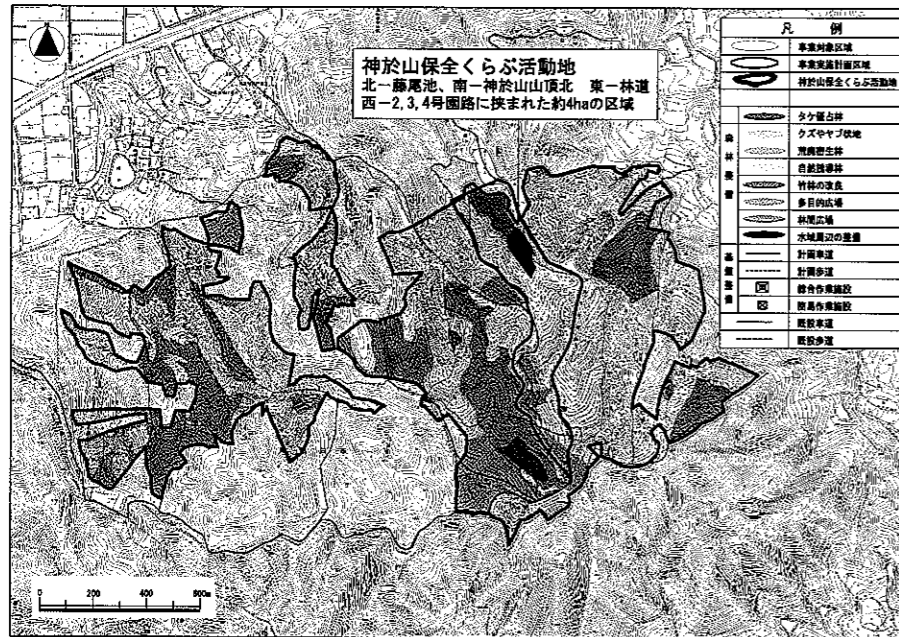 神於山保全くらぶ活動地
北ー藤尾池、南ー神於山山頂北 東ー林道
西ー2,3,4号園路に挟まれた約4haの区域
凡 例
事業対象区域
事業実施計画区域
神於山保全くらぶ活動地
森林整備
タケ侵占林
クズやヤブ状地
荒廃密生林
自然推移林
竹林の改良
多目的広場
林間広場
水域周辺の整備
基盤整備
計画車道
計画歩道
総合作業施設
簡易作業施設
既設車道
既設歩道
0 200 400 600m